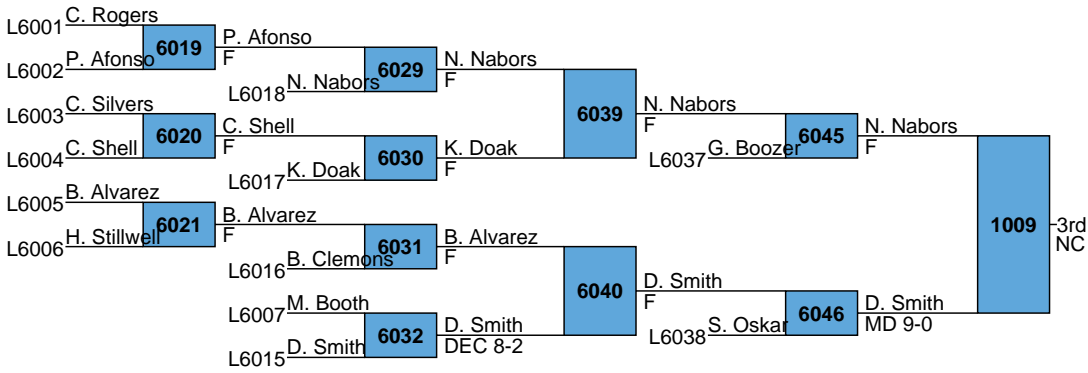 L6001 C. Rogers
6019
L6002 P. Afonso
P. Afonso
F
6029
L6018 N. Nabors
N. Nabors
F
L6003 C. Silvers
6020
L6004 C. Shell
C. Shell
F
6030
L6017 K. Doak
K. Doak
F
6039
N. Nabors
F
6045
L6037 G. Boozer
N. Nabors
F
L6005 B. Alvarez
6021
L6006 H. Stillwell
B. Alvarez
F
6031
L6016 B. Clemons
B. Alvarez
F
L6007 M. Booth
6032
L6015 D. Smith
D. Smith
DEC 8-2
6040
D. Smith
F
6046
L6038 S. Oskar
D. Smith
MD 9-0
1009
3rd
NC